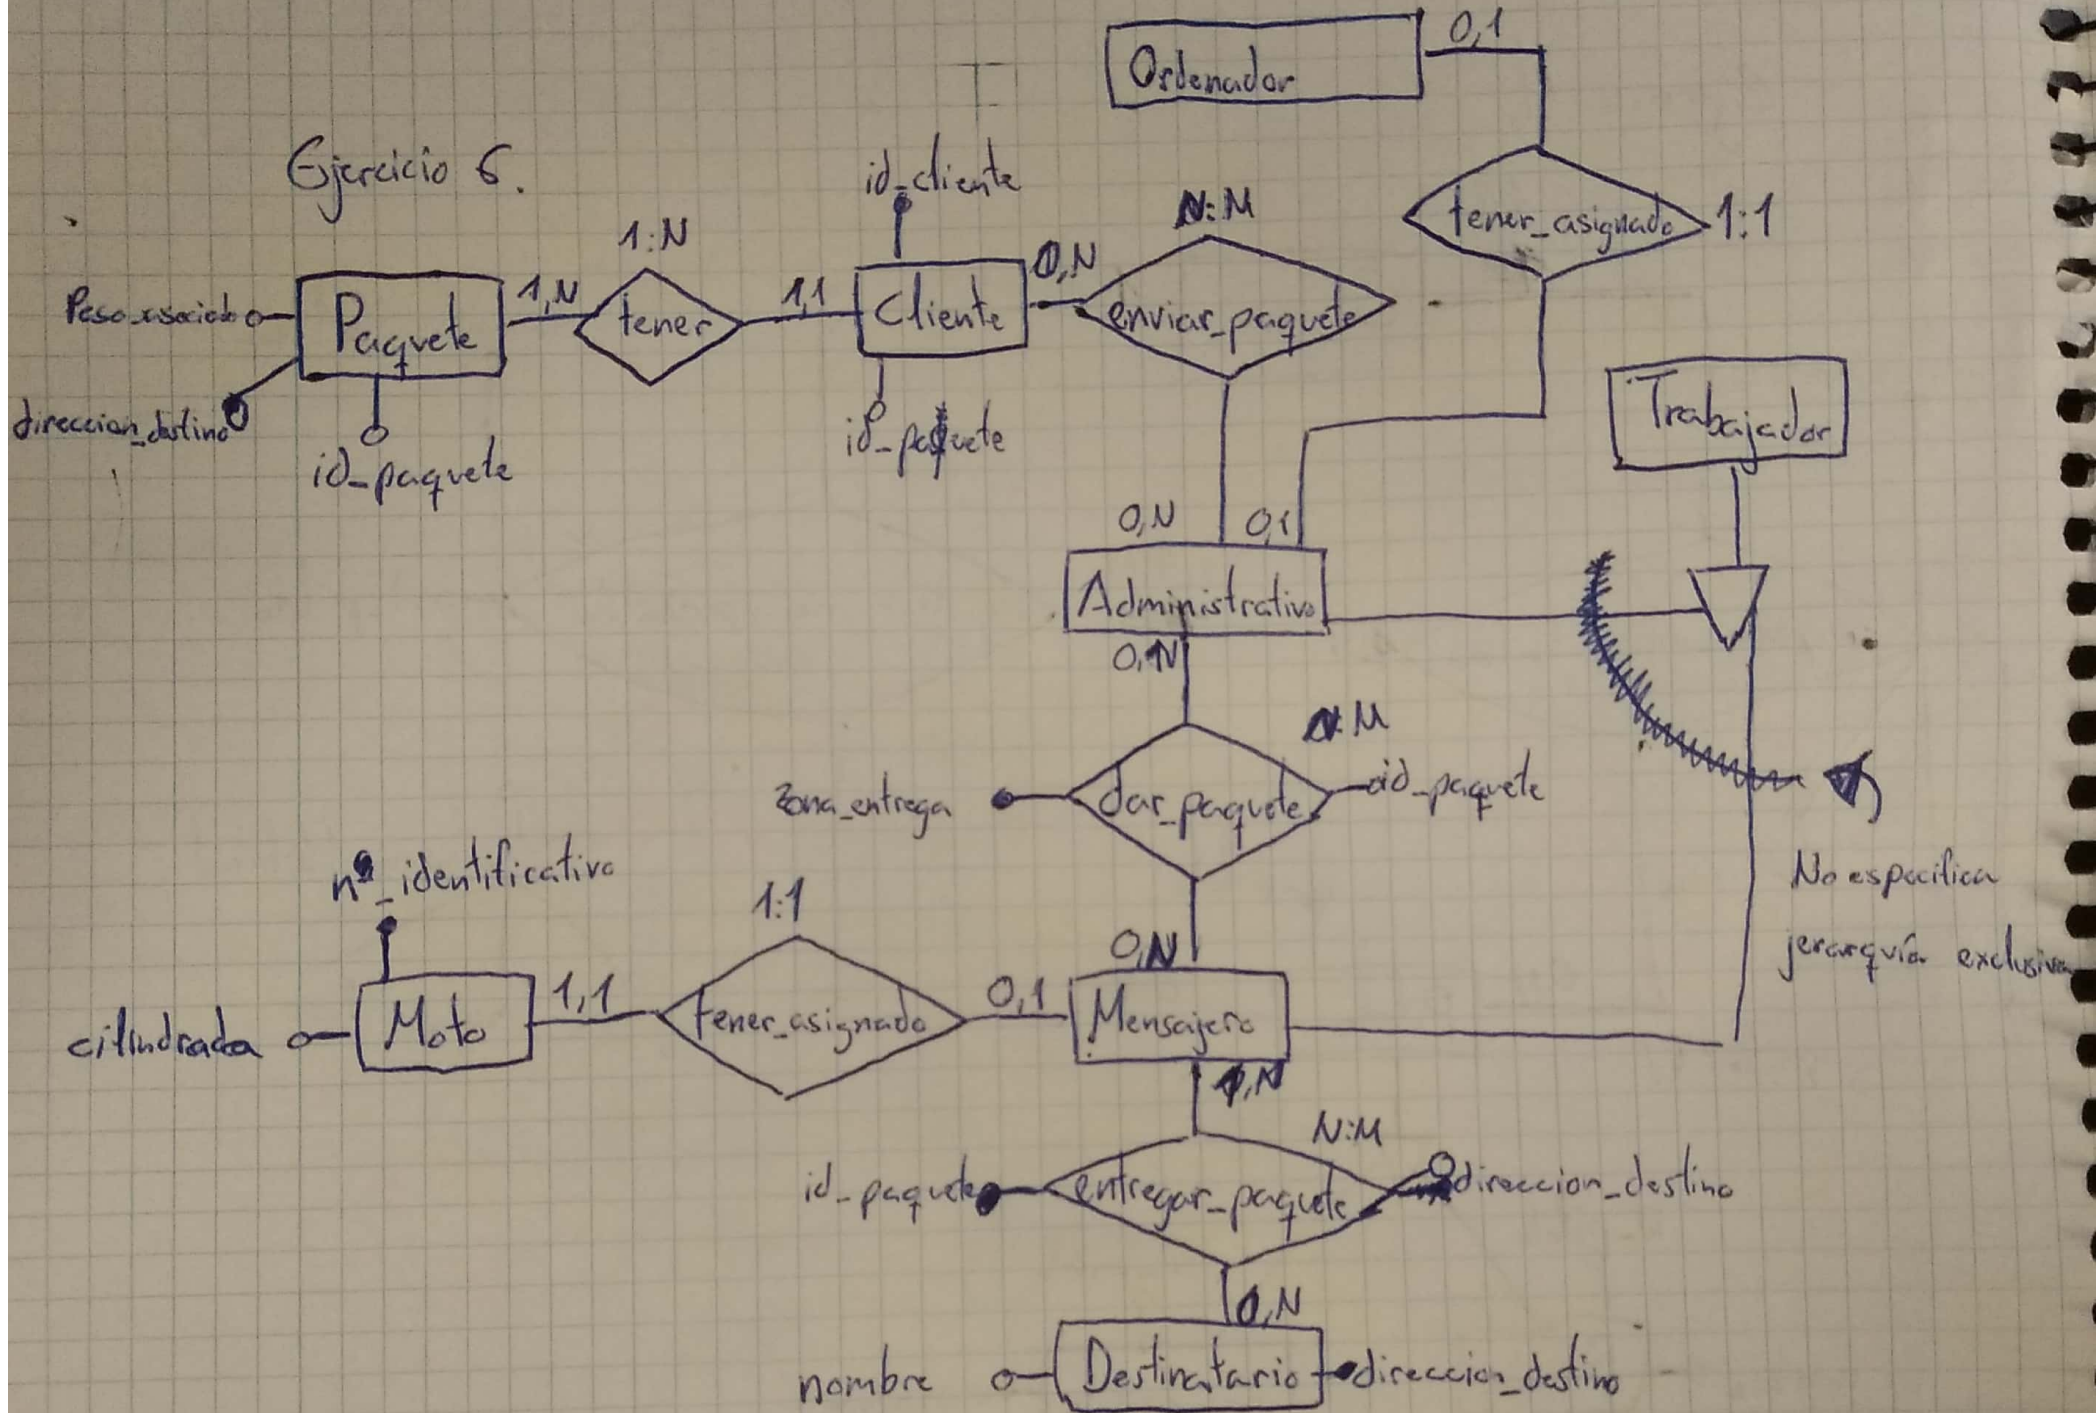 Ordenador
0,1
Ejercicio 6.
id_cliente
N:M
1:N
tener_asignado
1:1
Peso_asociado
Paquete
1,N
tener
1,1
Cliente
0,N
enviar_paquete
Trabajador
direccion_destino
id_paquete
id_paquete
0,N
0,1
Administrativo
0,N
N:M
zona_entrega
dar_paquete
id_paquete
No especifica
jerarquía exclusiva
nº_identificativo
1:1
0,N
cilindrada
Moto
1,1
tener_asignado
0,1
Mensajero
N:M
id_paquete
entregar_paquete
direccion_destino
0,N
nombre
Destinatario
direccion_destino